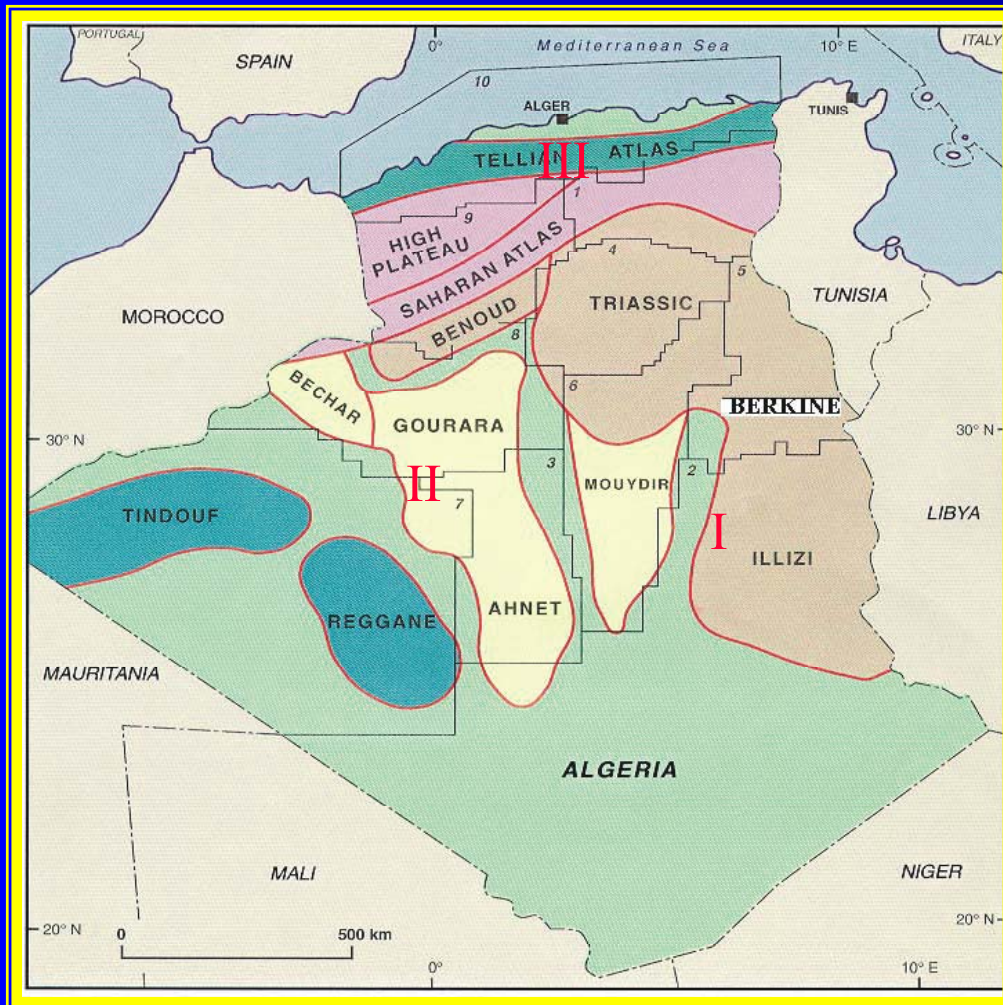 PORTUGAL
SPAIN
0°
Mediterranean Sea
10° E
ITALY
10
ALGER
TUNIS
TELLIAN ATLAS
III
1
9
HIGH
PLATEAU
SAHARAN ATLAS
4
5
TRIASSIC
TUNISIA
MOROCCO
BENOUD
8
BECHAR
6
BERKINE
30° N
GOURARA
30° N
3
2
II
MOUYDIR
7
TINDOUF
I
LIBYA
ILLIZI
AHNET
REGGANE
MAURITANIA
ALGERIA
MALI
NIGER
20° N
0
500 km
20° N
0°
10° E